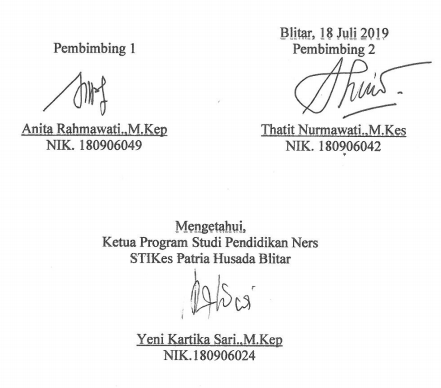 Blitar, 18 Juli 2019
Pembimbing 1
Pembimbing 2
Anita Rahmawati.,M.Kep
Thatit Nurmawati.,M.Kes
NIK. 180906049
NIK. 180906042
Mengetahui,
Ketua Program Studi Pendidikan Ners
STIKes Patria Husada Blitar
Yeni Kartika Sari.,M.Kep
NIK.180906024